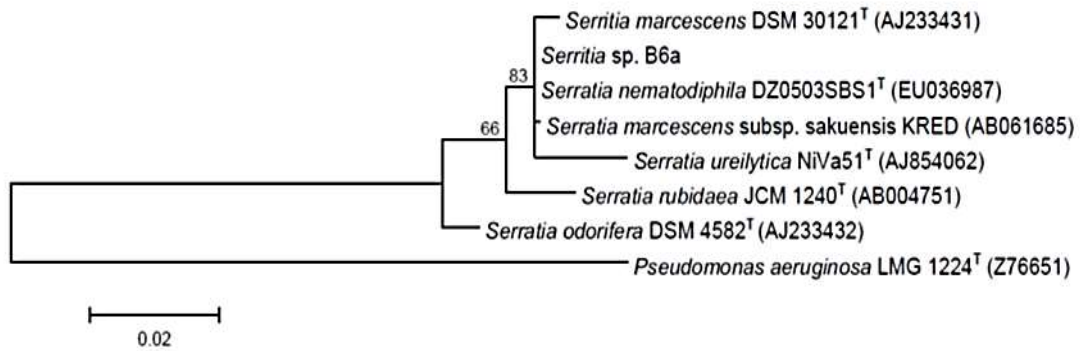 Serritia marcescens DSM 30121ᵀ (AJ233431)
Serritia sp. B6a
83
Serratia nematodiphila DZ0503SBS1ᵀ (EU036987)
Serratia marcescens subsp. sakuensis KRED (AB061685)
66
Serratia ureilytica NiVa51ᵀ (AJ854062)
Serratia rubidaea JCM 1240ᵀ (AB004751)
Serratia odorifera DSM 4582ᵀ (AJ233432)
Pseudomonas aeruginosa LMG 1224ᵀ (Z76651)
0.02